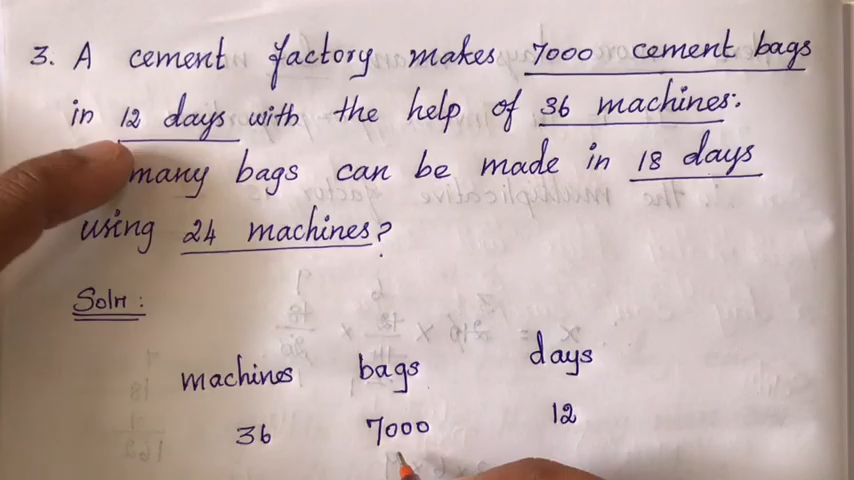 3. A cement factory makes 7000 cement bags
in 12 days with the help of 36 machines.
many bags can be made in 18 days
using 24 machines?
Soln :
machines bags days
36 7000 12